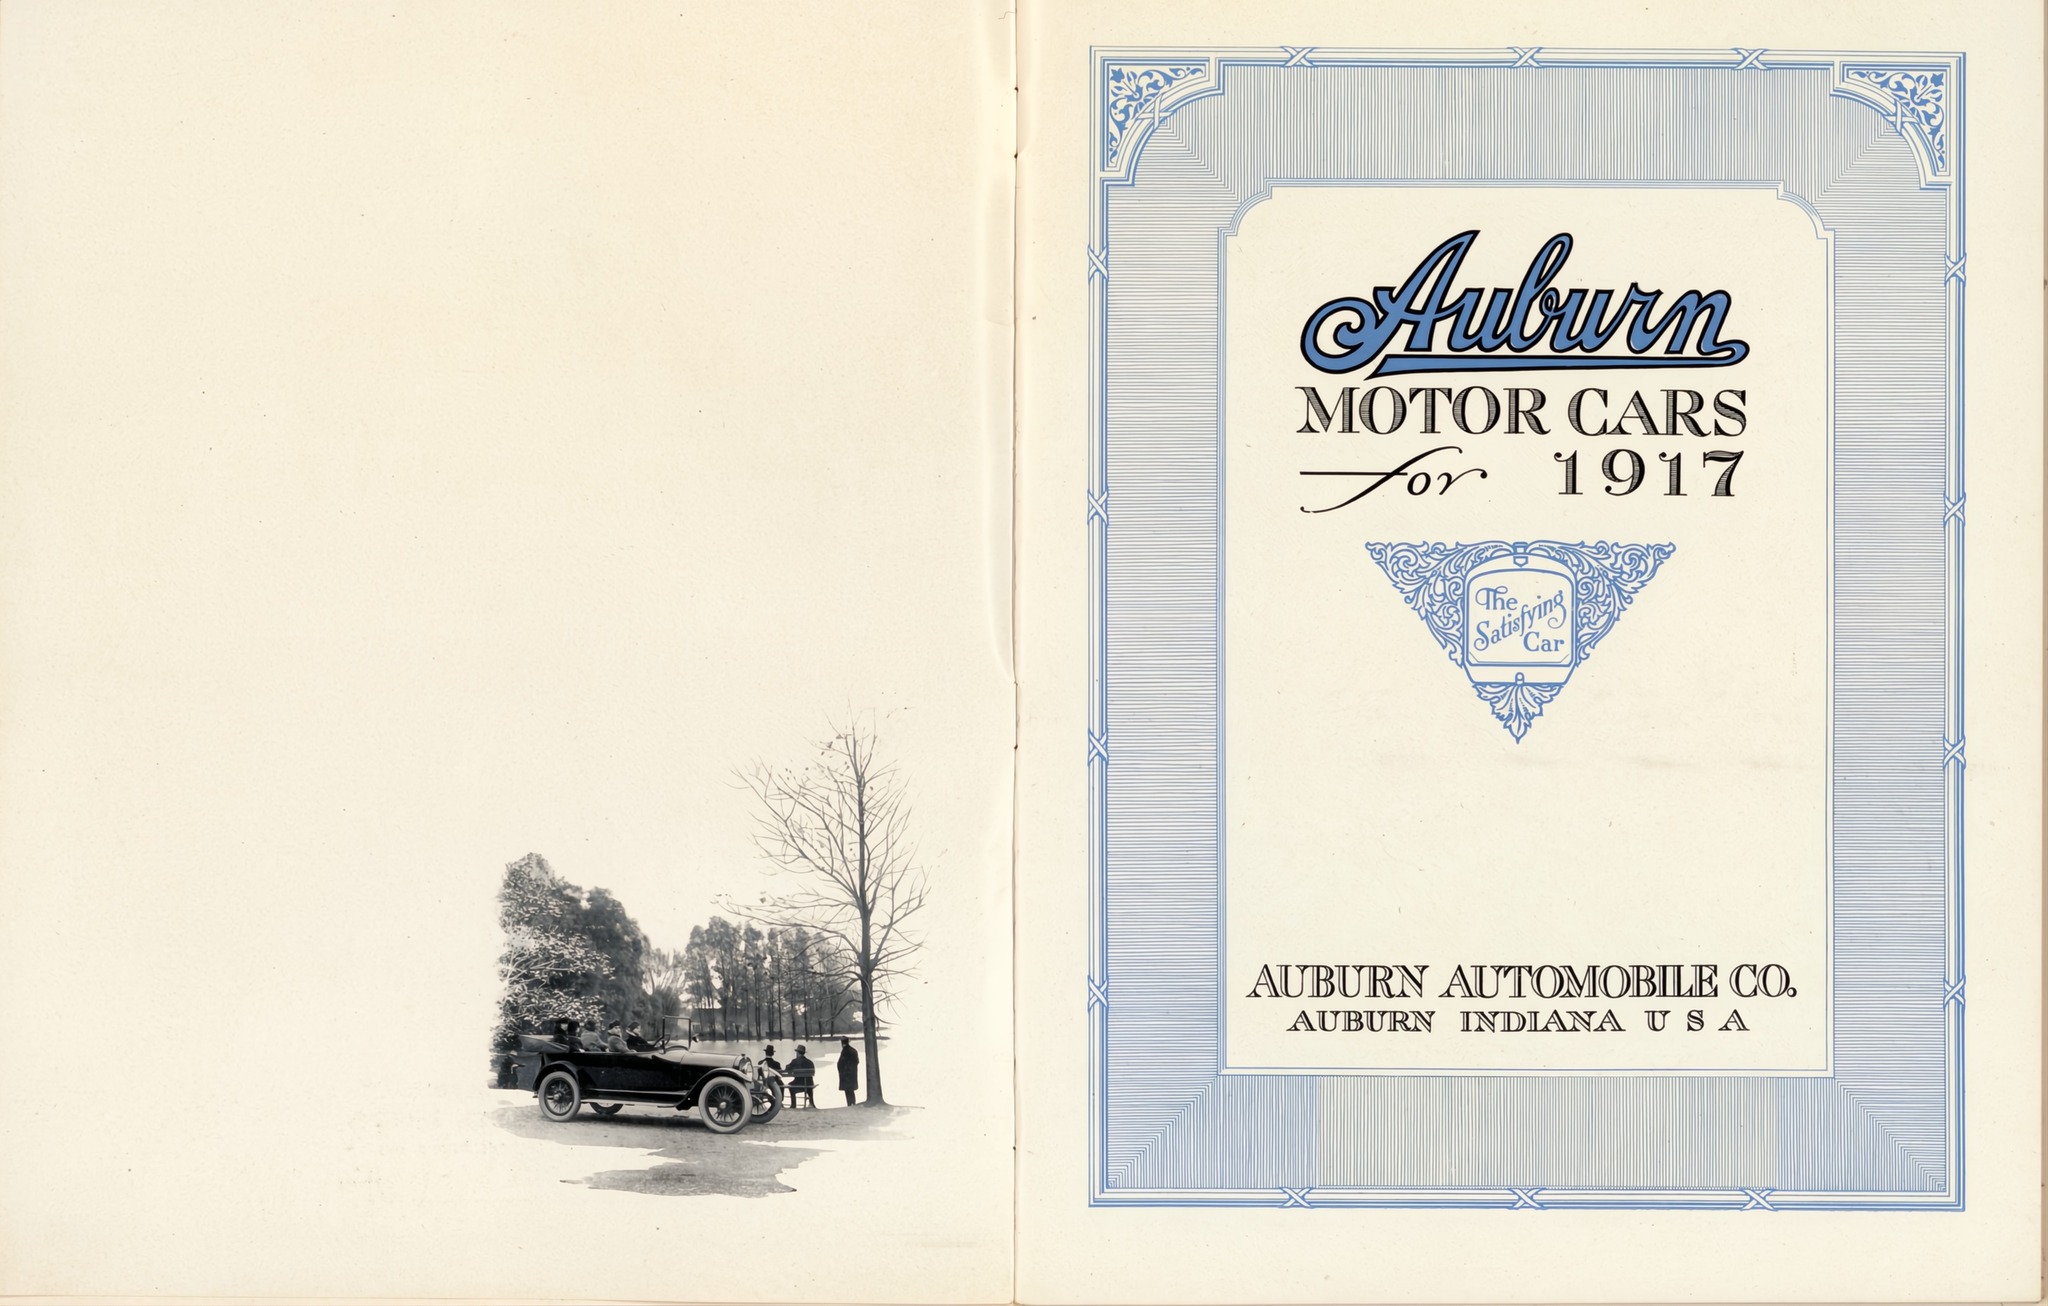 Auburn
MOTOR CARS
for 1917
The
Satisfying
Car
AUBURN AUTOMOBILE CO.
AUBURN INDIANA U S A